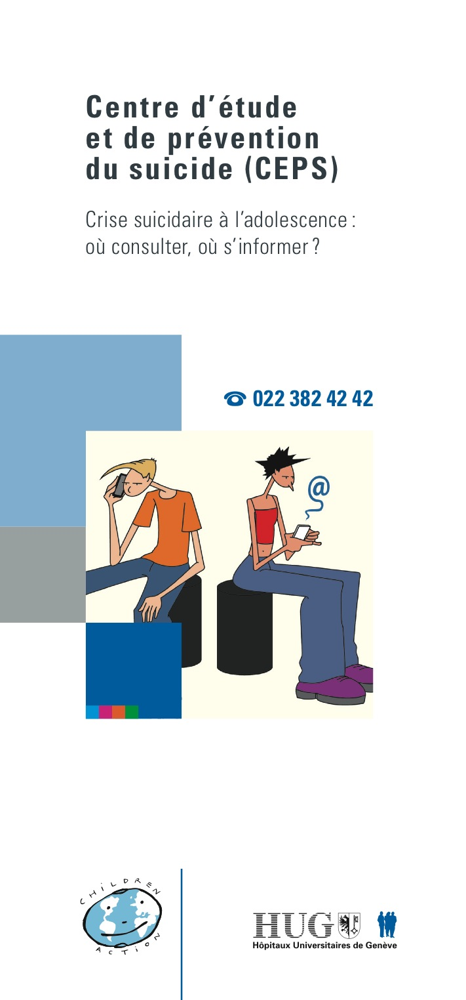 Centre d’étude
et de prévention
du suicide (CEPS)
Crise suicidaire à l’adolescence :
où consulter, où s’informer ?
☎ 022 382 42 42
@
CHILDREN
ACTION
HUG
Hôpitaux Universitaires de Genève